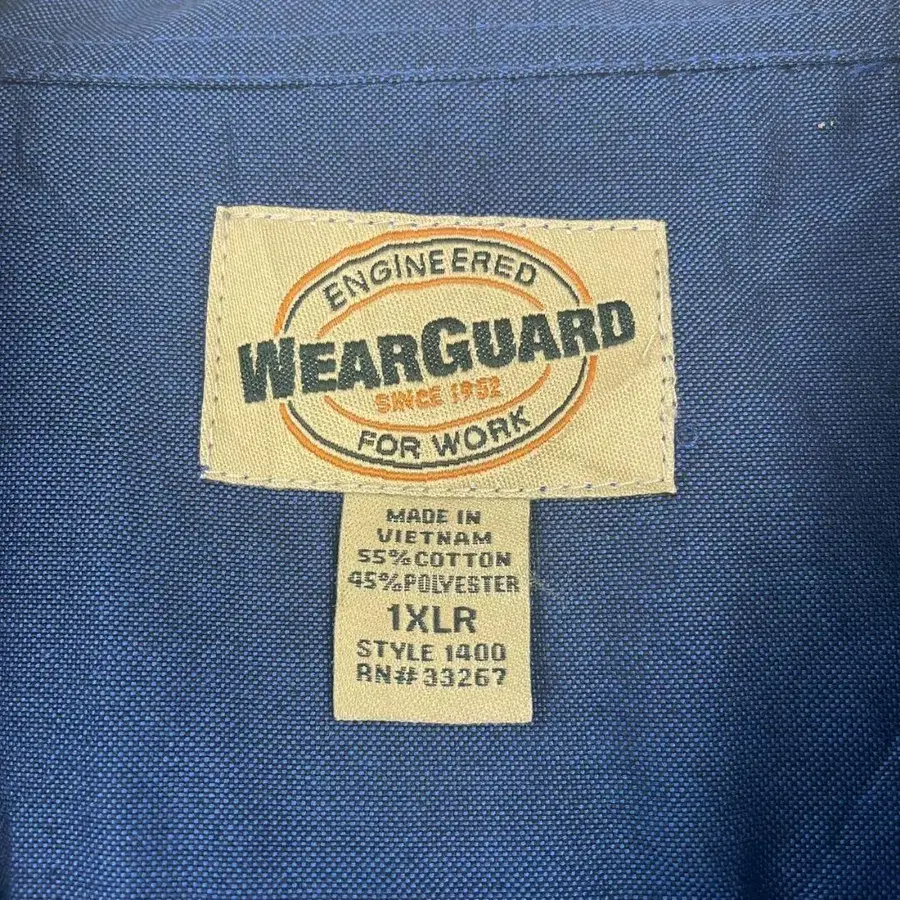 ENGINEERED
WEARGUARD
SINCE 1952
FOR WORK
MADE IN
VIETNAM
55% COTTON
45% POLYESTER
1XLR
STYLE 1400
RN# 33267